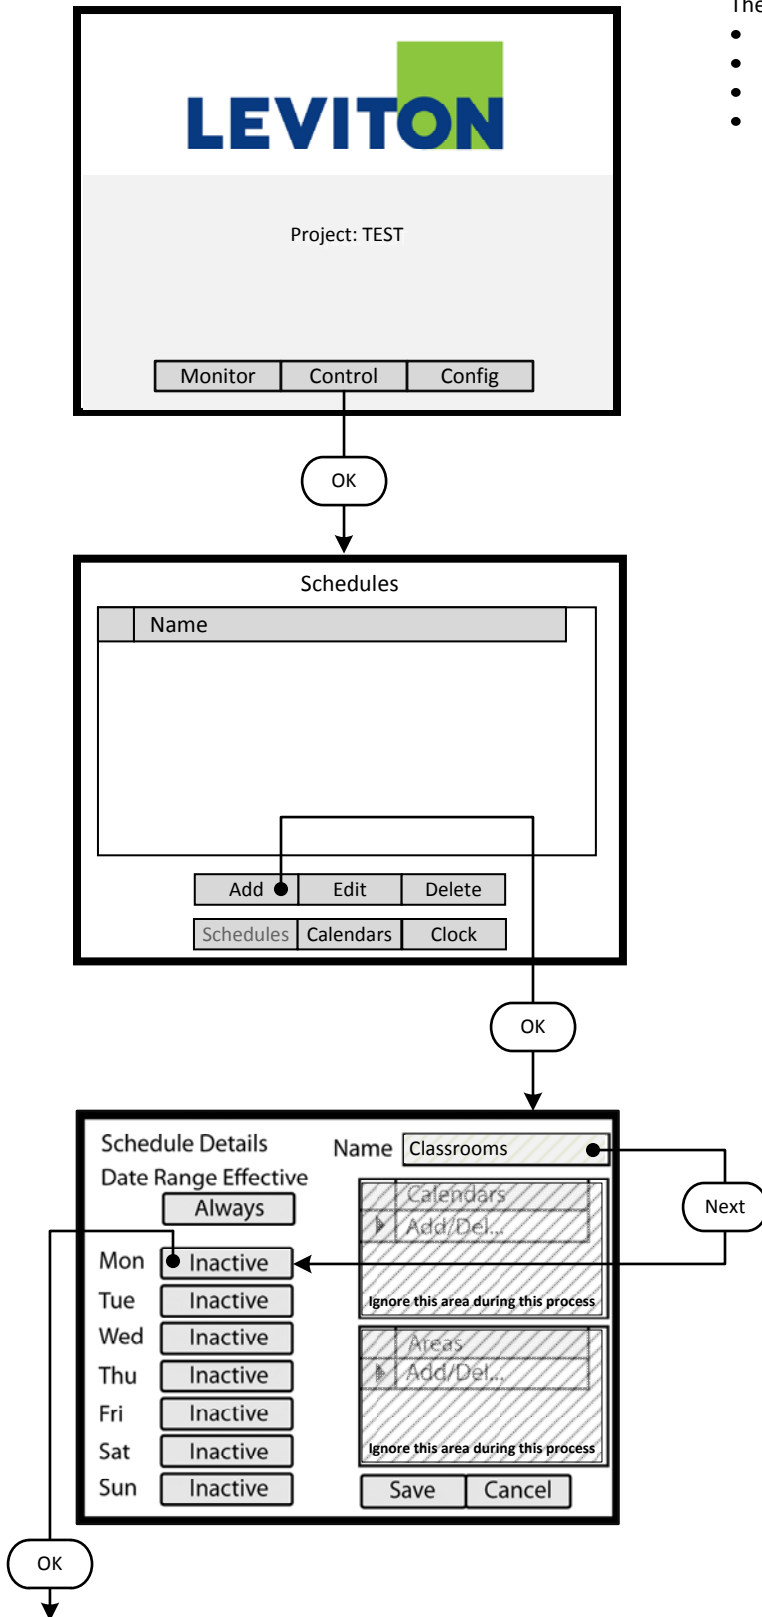 The
LEVITON
Project: TEST
Monitor Control Config
OK
Schedules
Name
Add Edit Delete
Schedules Calendars Clock
OK
Schedule Details
Name Classrooms
Date Range Effective
Always
Calendars
Add/Del...
Next
Mon Inactive
Tue Inactive
Ignore this area during this process
Wed Inactive
Areas
Thu Inactive
Add/Del...
Fri Inactive
Sat Inactive
Ignore this area during this process
Sun Inactive
Save Cancel
OK